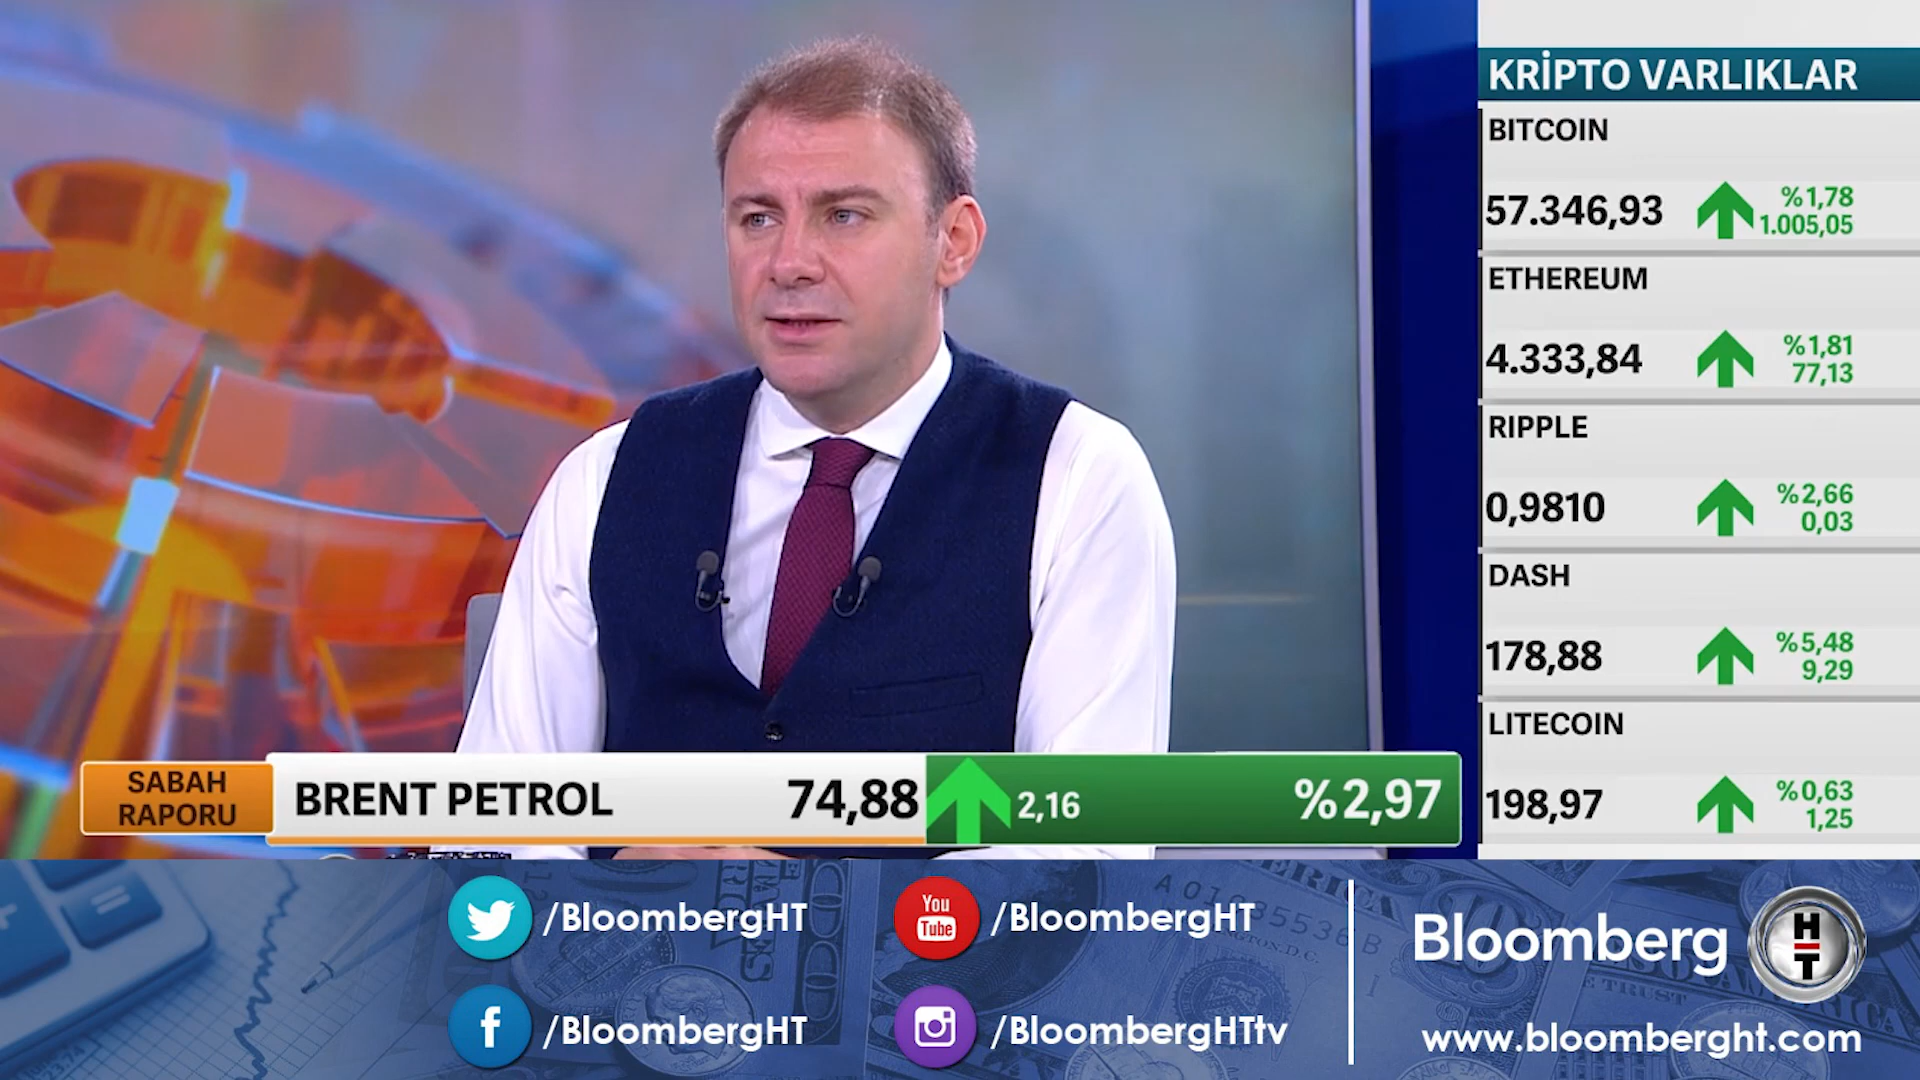 KRİPTO VARLIKLAR
BITCOIN
57.346,93
%1,78
1.005,05
ETHEREUM
4.333,84
%1,81
77,13
RIPPLE
0,9810
%2,66
0,03
DASH
178,88
%5,48
9,29
LITECOIN
198,97
%0,63
1,25
SABAH
RAPORU
BRENT PETROL 74,88 2,16 %2,97
/BloombergHT
You
Tube
/BloombergHT
/BloombergHT
/BloombergHTtv
Bloomberg HT
www.bloomberght.com